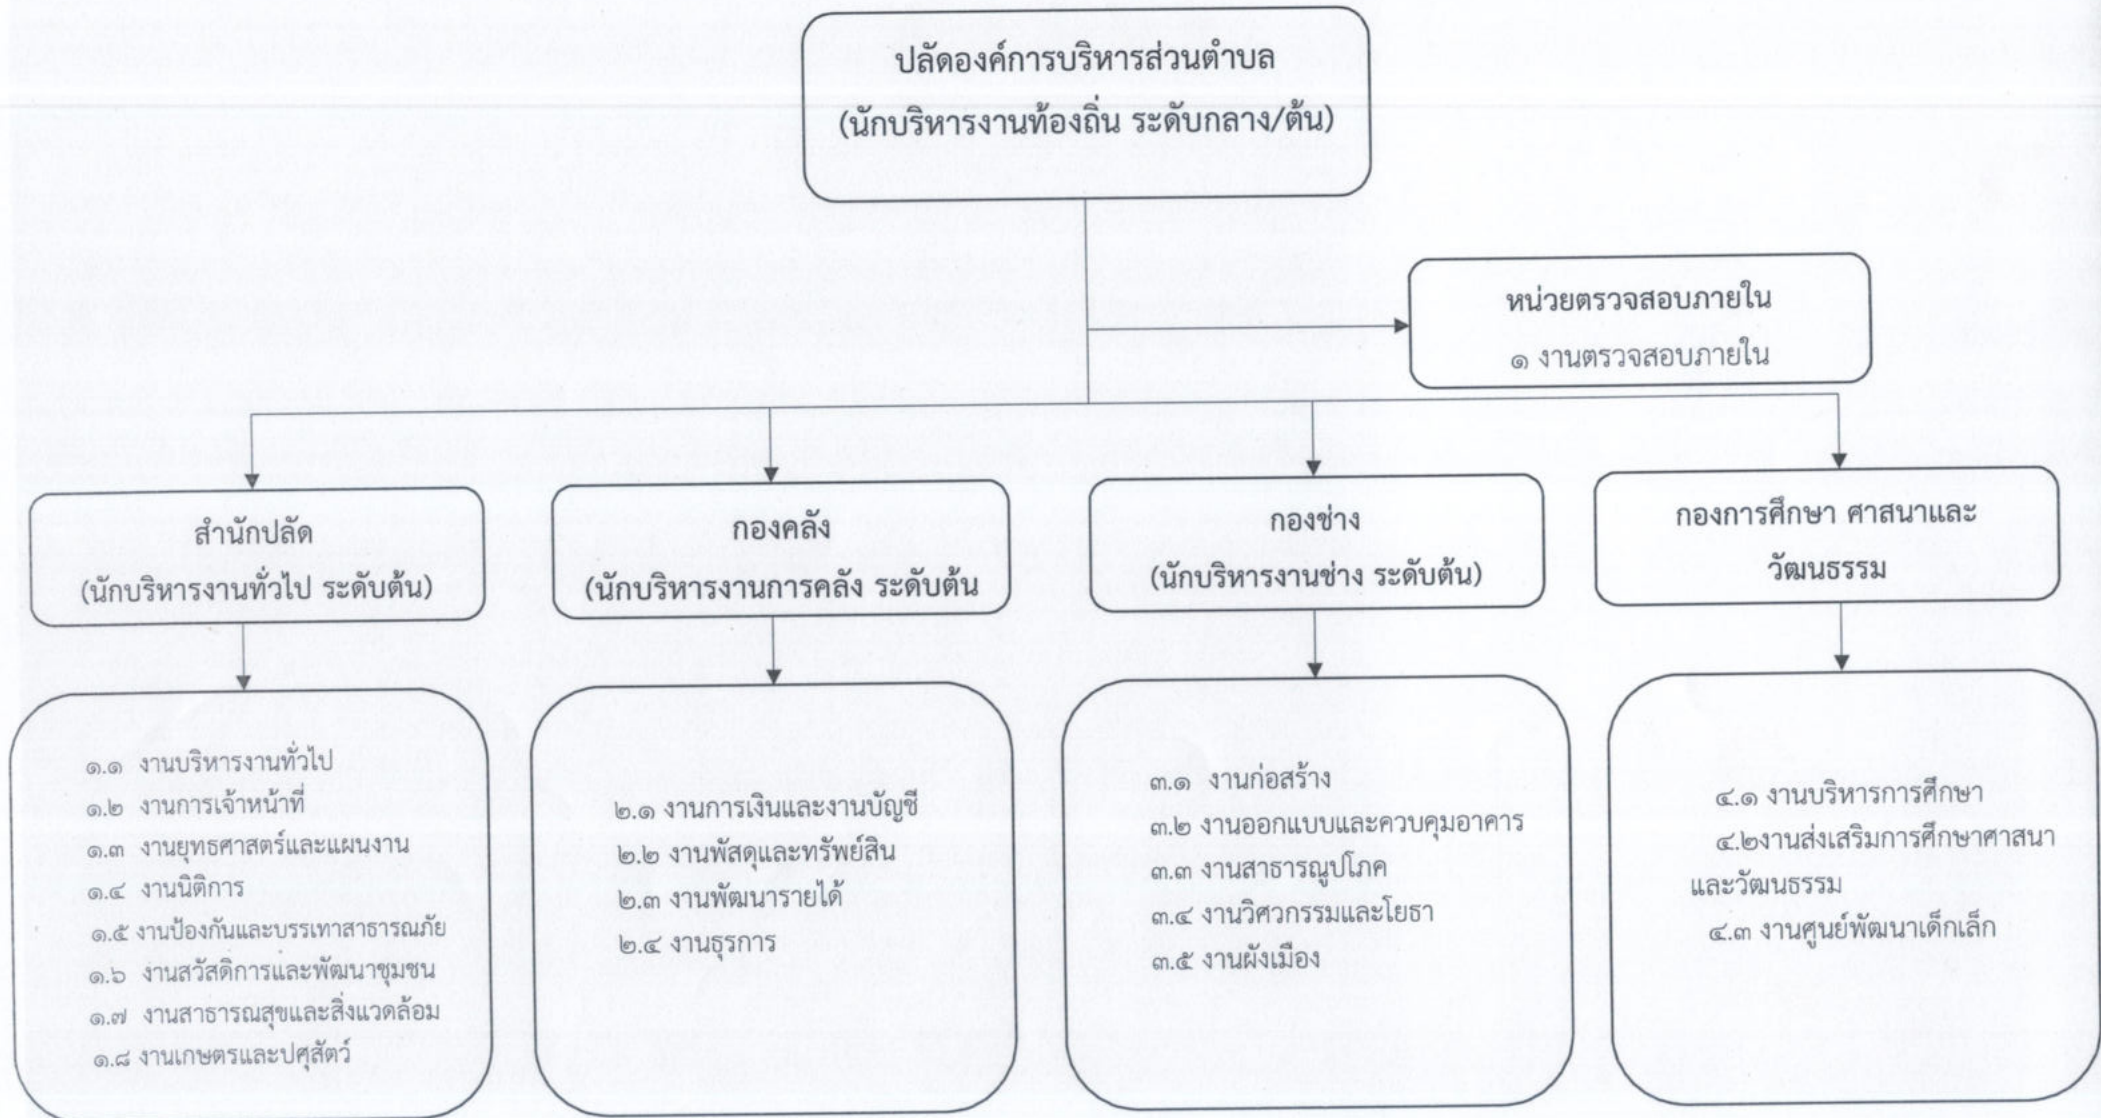 ปลัดองค์การบริหารส่วนตำบล
(นักบริหารงานท้องถิ่น ระดับกลาง/ต้น)
หน่วยตรวจสอบภายใน
๑ งานตรวจสอบภายใน
สำนักปลัด
(นักบริหารงานทั่วไป ระดับต้น)
กองคลัง
(นักบริหารงานการคลัง ระดับต้น
กองช่าง
(นักบริหารงานช่าง ระดับต้น)
กองการศึกษา ศาสนาและ
วัฒนธรรม
๑.๑ งานบริหารงานทั่วไป
๑.๒ งานการเจ้าหน้าที่
๑.๓ งานยุทธศาสตร์และแผนงาน
๑.๔ งานนิติการ
๑.๕ งานป้องกันและบรรเทาสาธารณภัย
๑.๖ งานสวัสดิการและพัฒนาชุมชน
๑.๗ งานสาธารณสุขและสิ่งแวดล้อม
๑.๘ งานเกษตรและปศุสัตว์
๒.๑ งานการเงินและงานบัญชี
๒.๒ งานพัสดุและทรัพย์สิน
๒.๓ งานพัฒนารายได้
๒.๔ งานธุรการ
๓.๑ งานก่อสร้าง
๓.๒ งานออกแบบและควบคุมอาคาร
๓.๓ งานสาธารณูปโภค
๓.๔ งานวิศวกรรมและโยธา
๓.๕ งานผังเมือง
๔.๑ งานบริหารการศึกษา
๔.๒งานส่งเสริมการศึกษาศาสนา
และวัฒนธรรม
๔.๓ งานศูนย์พัฒนาเด็กเล็ก